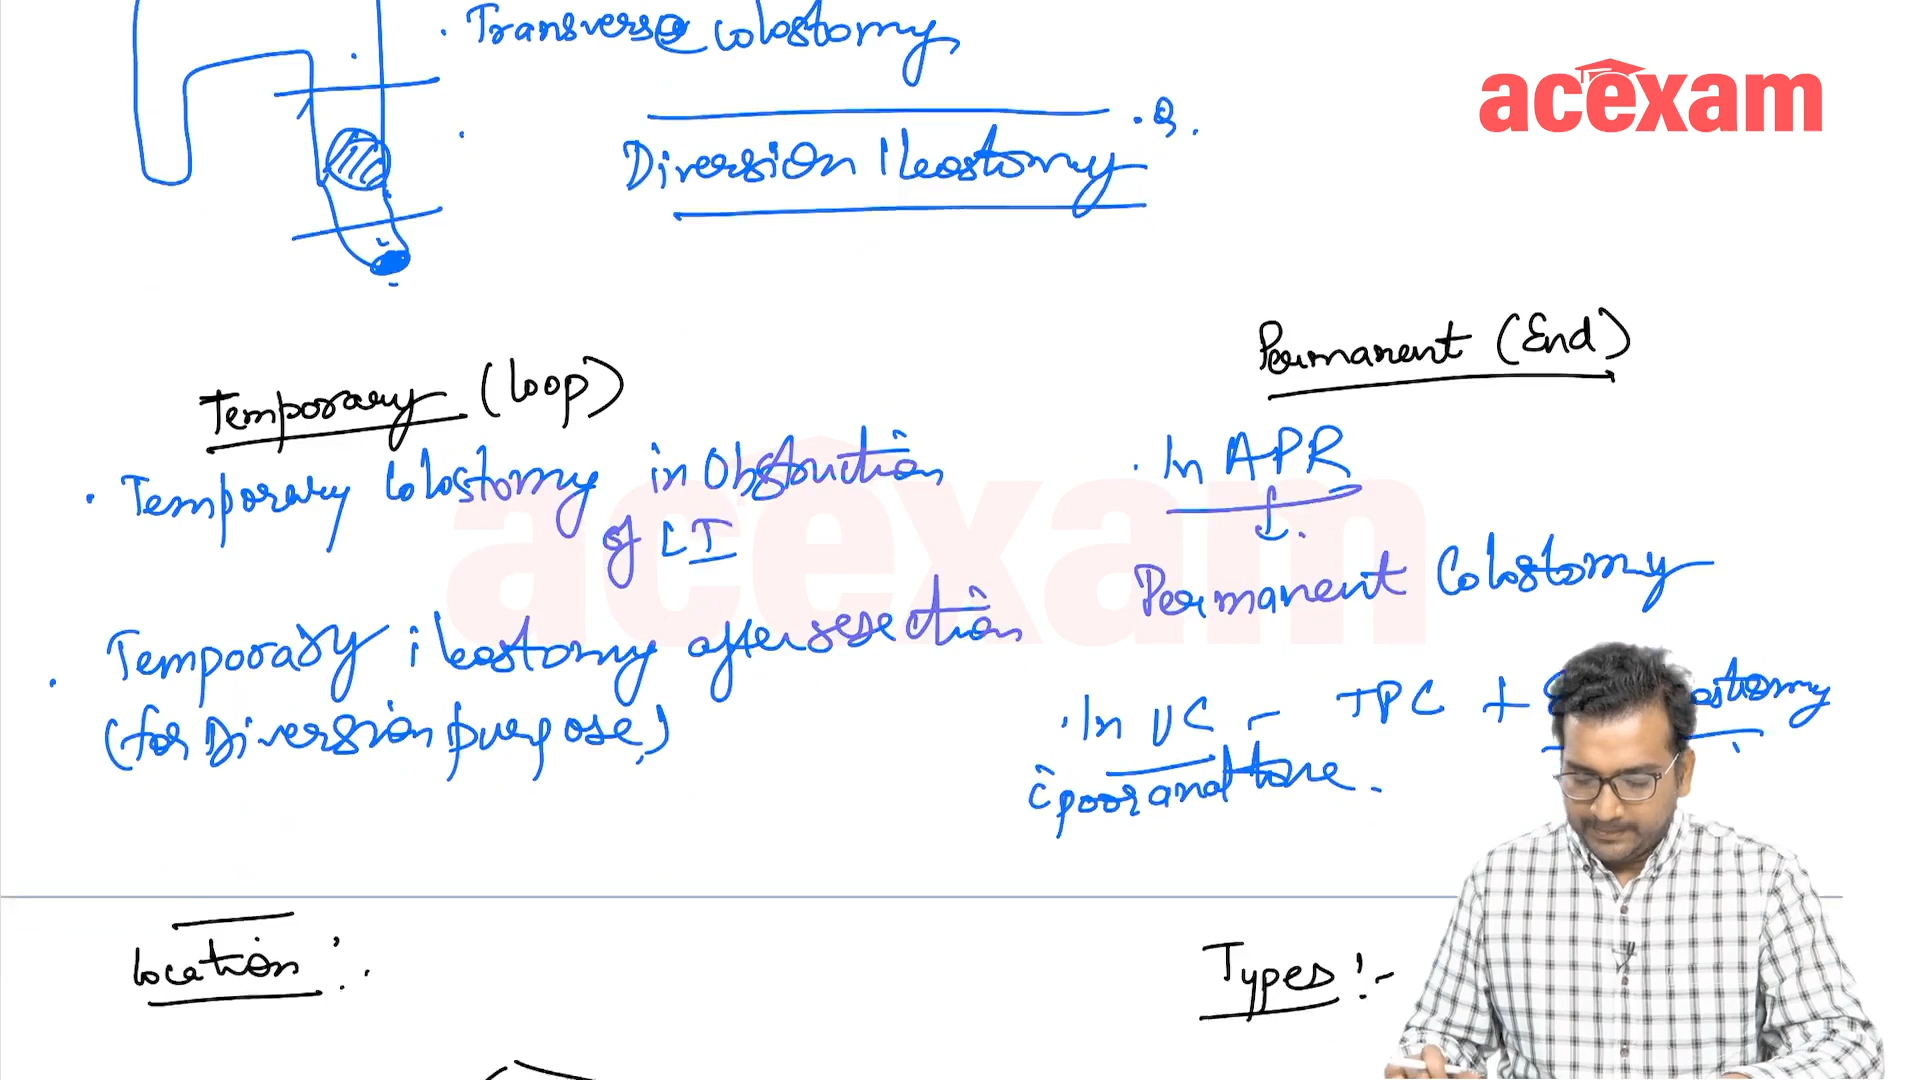 Transverse Colostomy
acexam
Diversion Ileostomy
Temporary (loop)
Permanent (End)
Temporary Colostomy in Obstruction
of LI
In APR
Permanent Colostomy
Temporary ileostomy after resection
(for Diversion purpose)
In UC - TPC +
c̄ poor anal tone.
Location :
Types :-